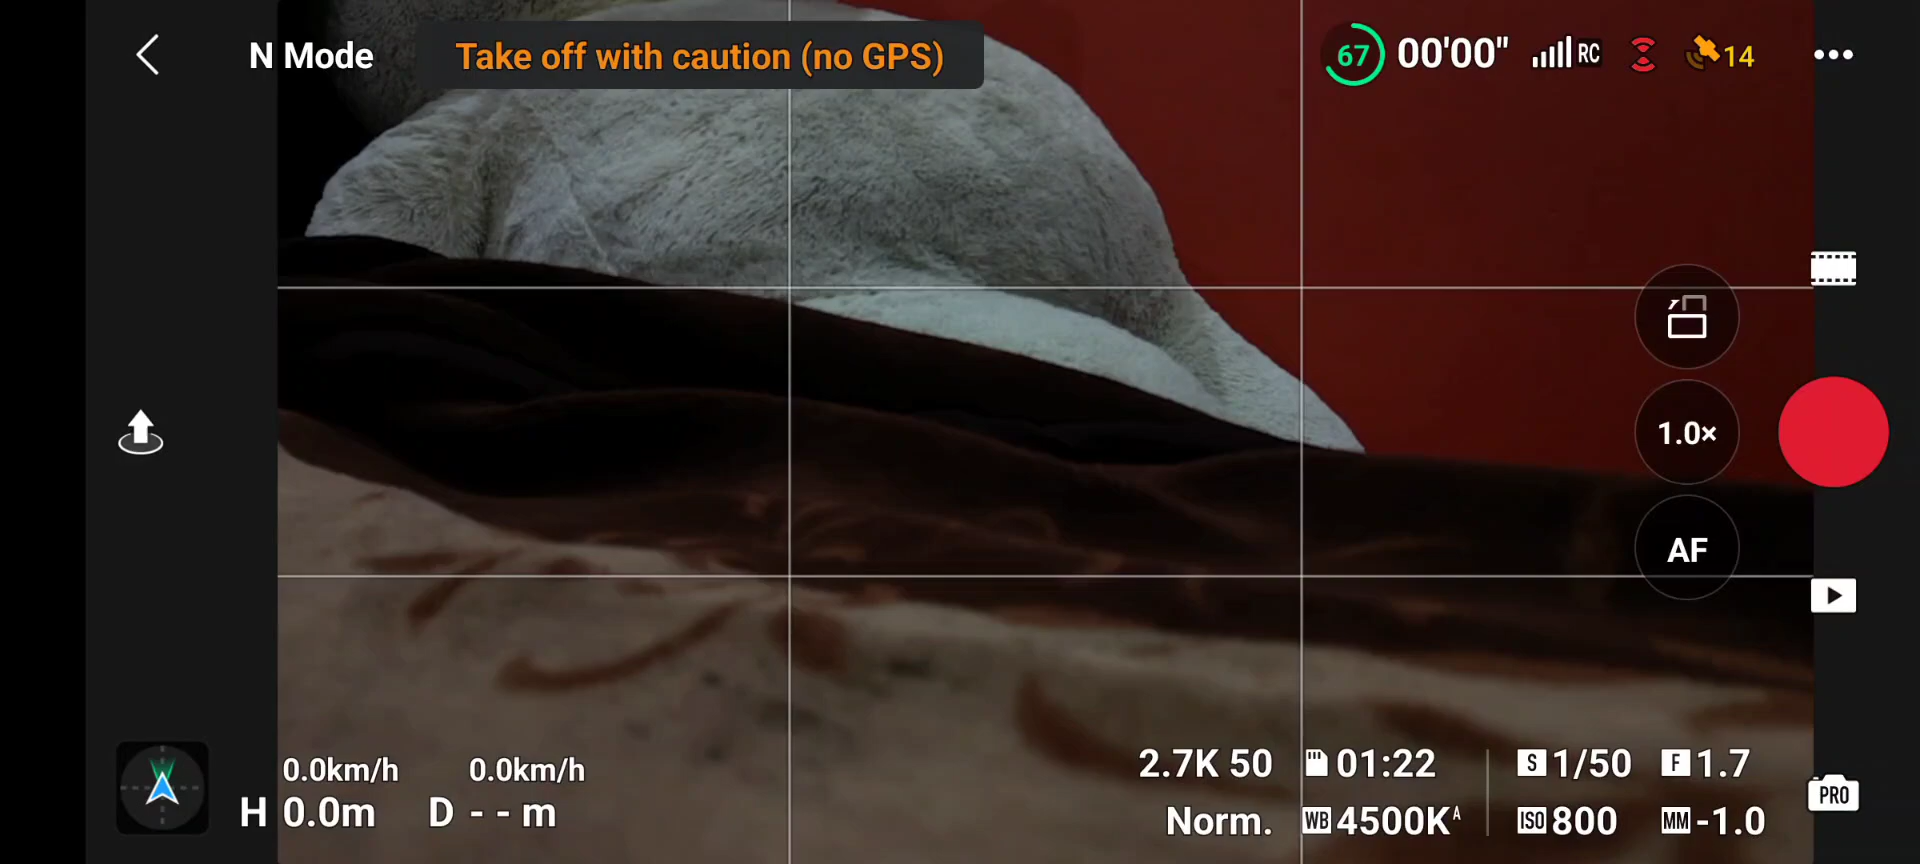 N Mode
Take off with caution (no GPS)
67 00'00" RC 14
1.0×
AF
0.0km/h 0.0km/h
H 0.0m D - - m
2.7K 50 01:22 S 1/50 F 1.7
Norm. WB 4500K A ISO 800 MM -1.0
PRO